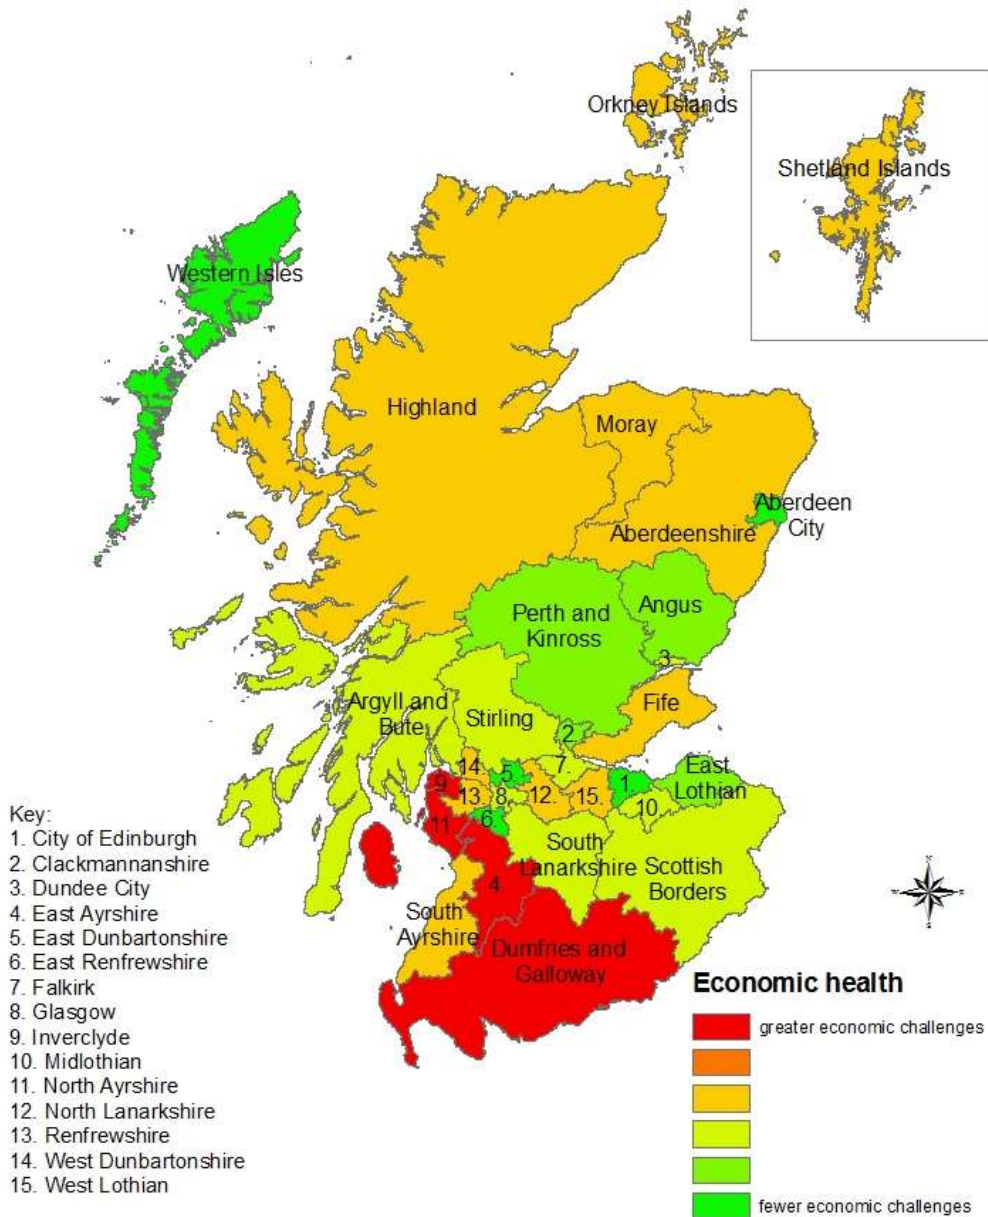 Orkney Islands
Shetland Islands
Western Isles
Highland
Moray
Aberdeen
City
Aberdeenshire
Perth and
Kinross
Angus
3
Fife
Argyll and
Bute
Stirling
2.
7.
14.
5.
1.
East
Lothian
9
13.
8.
12.
15.
10.
11
6.
South
Lanarkshire
Scottish
Borders
4
South
Ayrshire
Dumfries and
Galloway
Key:
1. City of Edinburgh
2. Clackmannanshire
3. Dundee City
4. East Ayrshire
5. East Dunbartonshire
6. East Renfrewshire
7. Falkirk
8. Glasgow
9. Inverclyde
10. Midlothian
11. North Ayrshire
12. North Lanarkshire
13. Renfrewshire
14. West Dunbartonshire
15. West Lothian
Economic health
greater economic challenges
fewer economic challenges